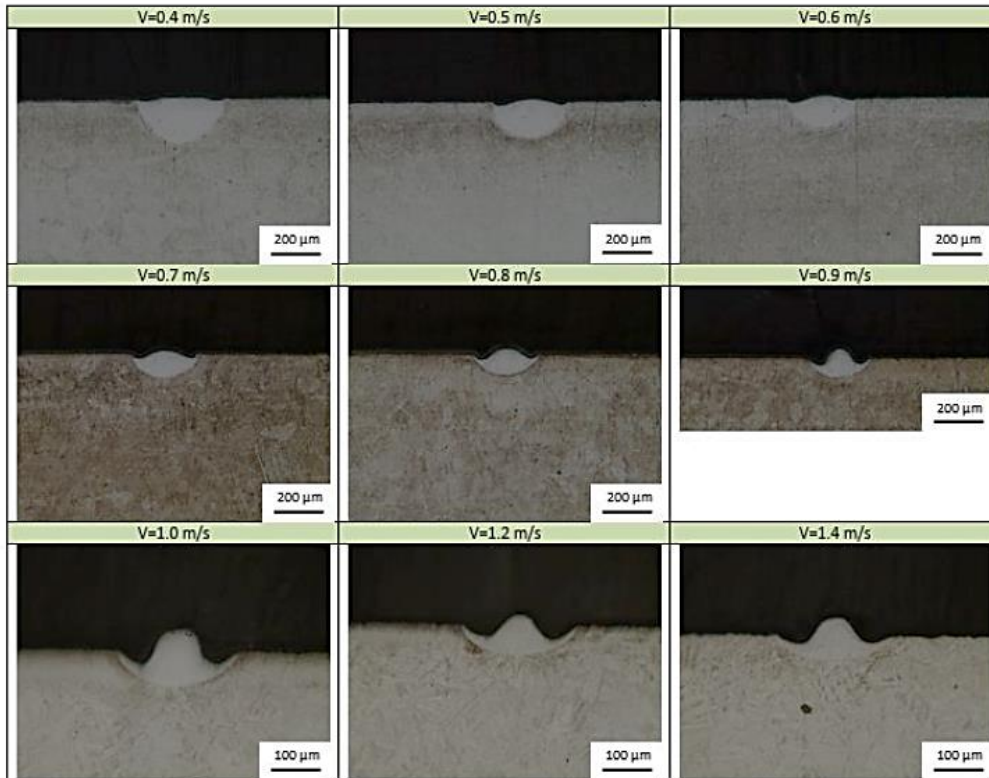 V=0.4 m/s
V=0.5 m/s
V=0.6 m/s
200 µm
200 µm
200 µm
V=0.7 m/s
V=0.8 m/s
V=0.9 m/s
200 µm
200 µm
200 µm
V=1.0 m/s
V=1.2 m/s
V=1.4 m/s
100 µm
100 µm
100 µm